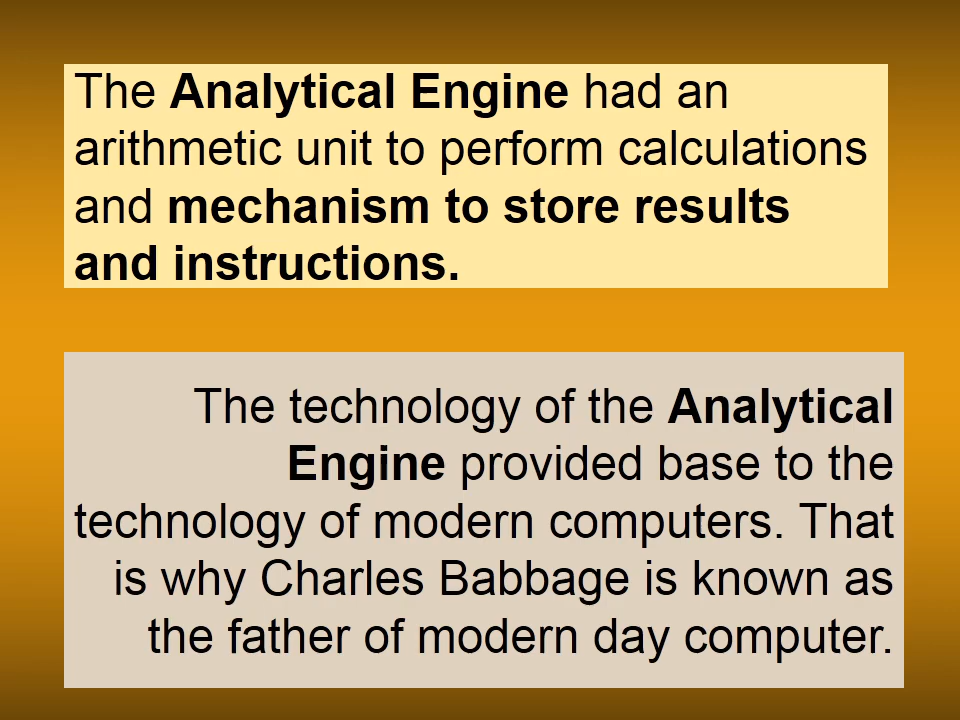 The Analytical Engine had an
arithmetic unit to perform calculations
and mechanism to store results
and instructions.
The technology of the Analytical
Engine provided base to the
technology of modern computers. That
is why Charles Babbage is known as
the father of modern day computer.